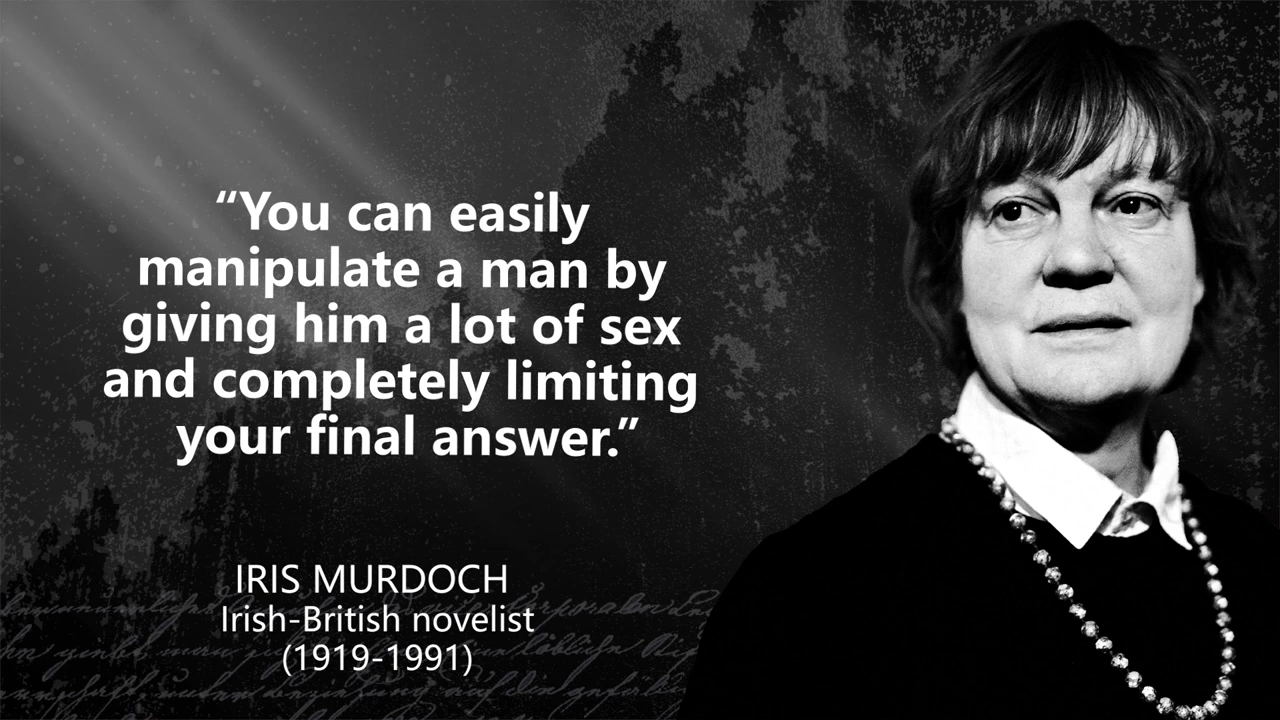 “You can easily
manipulate a man by
giving him a lot of sex
and completely limiting
your final answer.”
IRIS MURDOCH
Irish-British novelist
(1919-1991)